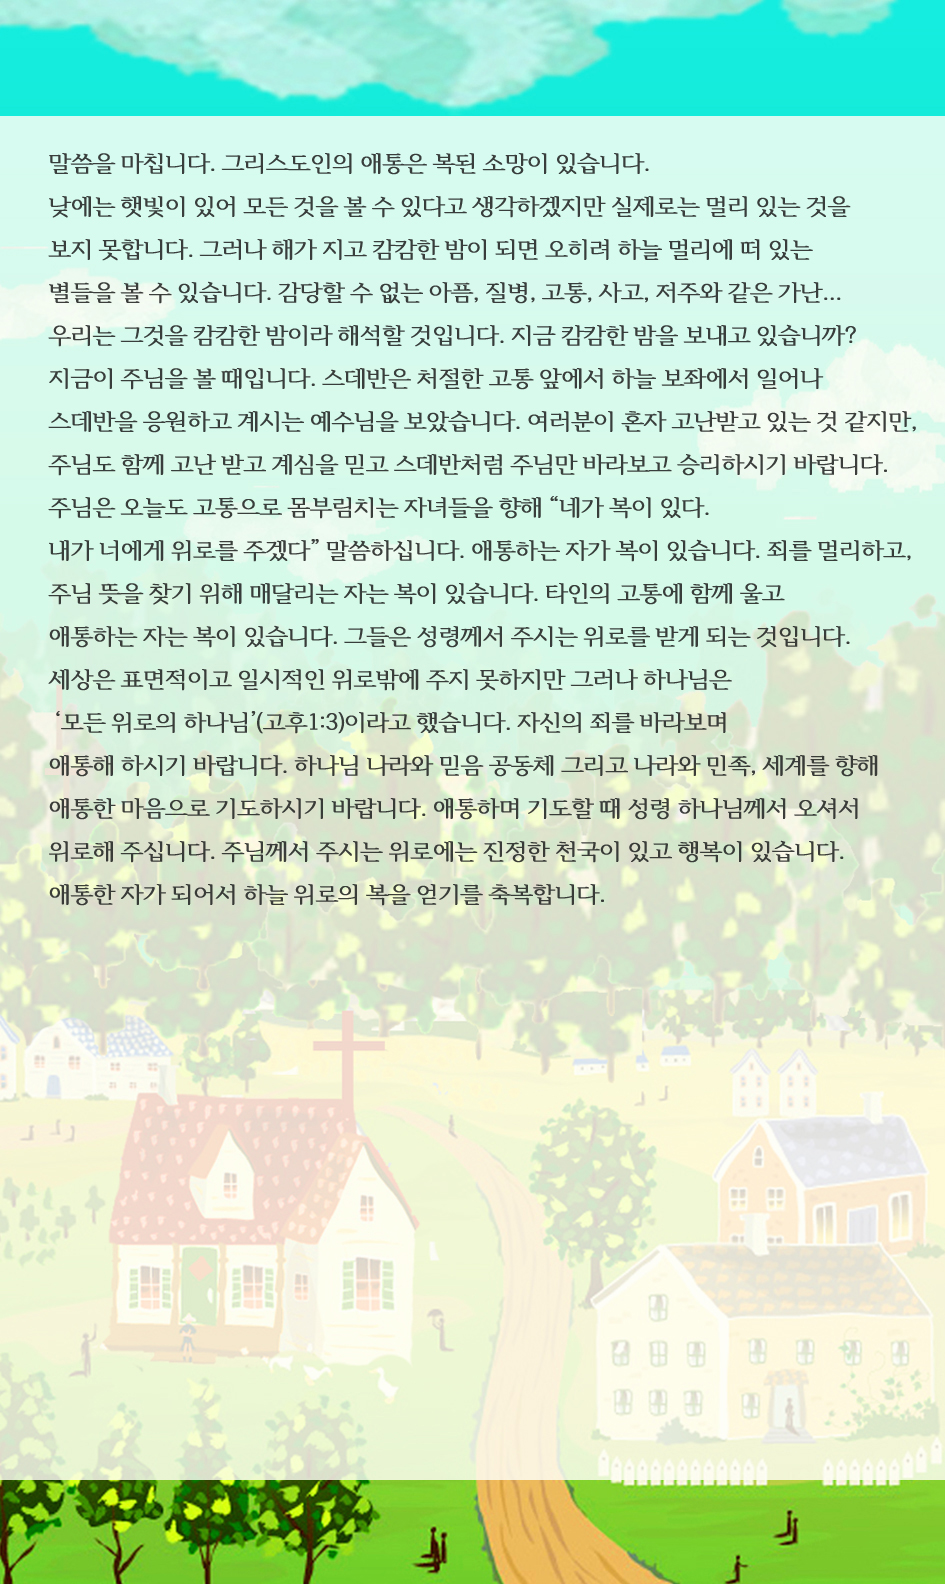 말씀을 마칩니다. 그리스도인의 애통은 복된 소망이 있습니다.
낮에는 햇빛이 있어 모든 것을 볼 수 있다고 생각하겠지만 실제로는 멀리 있는 것을
보지 못합니다. 그러나 해가 지고 캄캄한 밤이 되면 오히려 하늘 멀리에 떠 있는
별들을 볼 수 있습니다. 감당할 수 없는 아픔, 질병, 고통, 사고, 저주와 같은 가난...
우리는 그것을 캄캄한 밤이라 해석할 것입니다. 지금 캄캄한 밤을 보내고 있습니까?
지금이 주님을 볼 때입니다. 스데반은 처절한 고통 앞에서 하늘 보좌에서 일어나
스데반을 응원하고 계시는 예수님을 보았습니다. 여러분이 혼자 고난받고 있는 것 같지만,
주님도 함께 고난 받고 계심을 믿고 스데반처럼 주님만 바라보고 승리하시기 바랍니다.
주님은 오늘도 고통으로 몸부림치는 자녀들을 향해 “네가 복이 있다.
내가 너에게 위로를 주겠다” 말씀하십니다. 애통하는 자가 복이 있습니다. 죄를 멀리하고,
주님 뜻을 찾기 위해 매달리는 자는 복이 있습니다. 타인의 고통에 함께 울고
애통하는 자는 복이 있습니다. 그들은 성령께서 주시는 위로를 받게 되는 것입니다.
세상은 표면적이고 일시적인 위로밖에 주지 못하지만 그러나 하나님은
‘모든 위로의 하나님’(고후1:3)이라고 했습니다. 자신의 죄를 바라보며
애통해 하시기 바랍니다. 하나님 나라와 믿음 공동체 그리고 나라와 민족, 세계를 향해
애통한 마음으로 기도하시기 바랍니다. 애통하며 기도할 때 성령 하나님께서 오셔서
위로해 주십니다. 주님께서 주시는 위로에는 진정한 천국이 있고 행복이 있습니다.
애통한 자가 되어서 하늘 위로의 복을 얻기를 축복합니다.